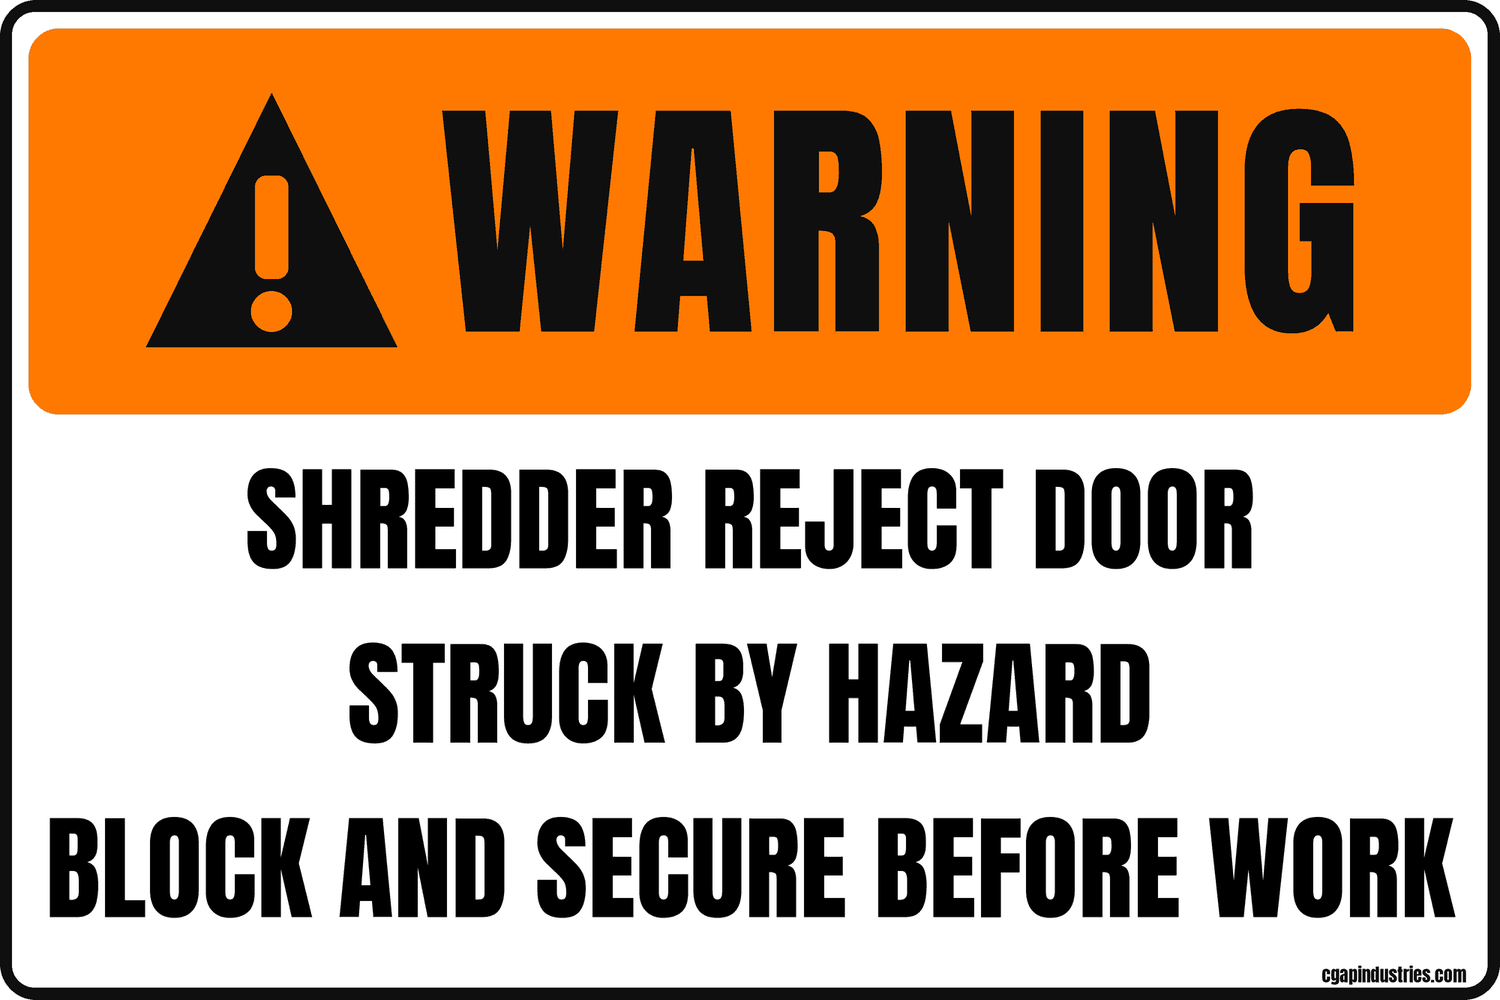 WARNING
SHREDDER REJECT DOOR
STRUCK BY HAZARD
BLOCK AND SECURE BEFORE WORK
cgapindustries.com